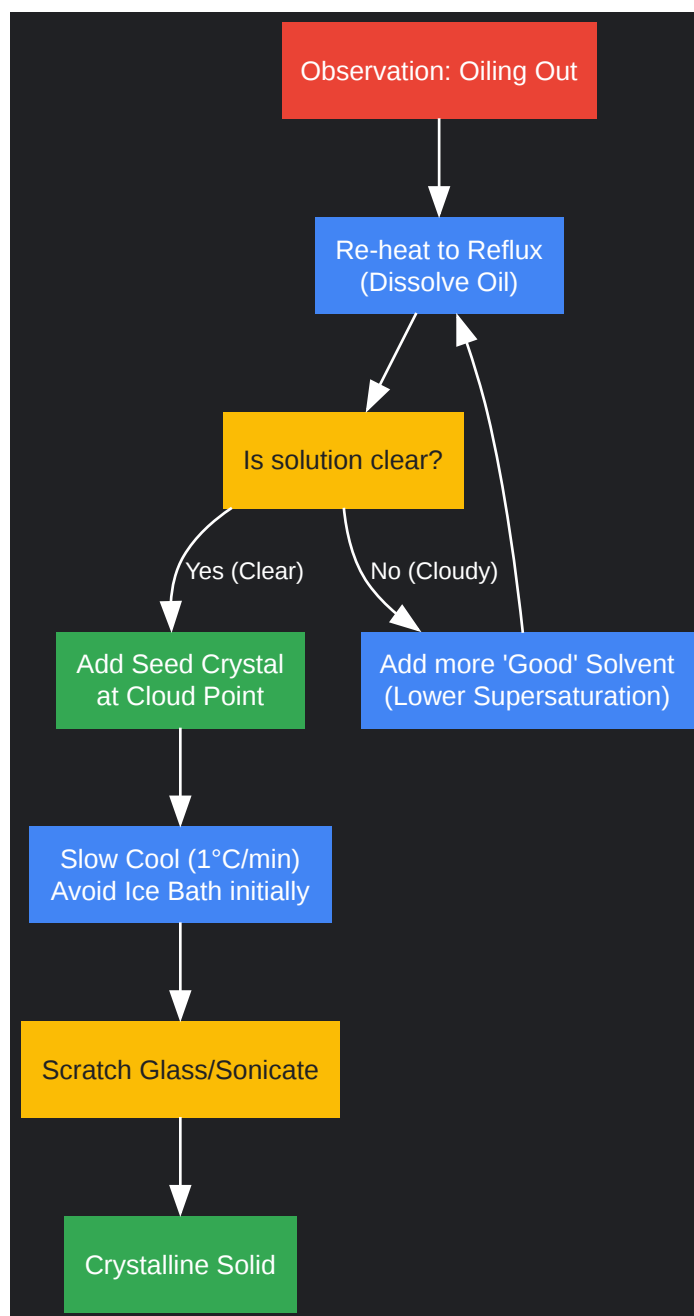 Observation: Oiling Out
Re-heat to Reflux
(Dissolve Oil)
Is solution clear?
Yes (Clear)
No (Cloudy)
Add Seed Crystal
at Cloud Point
Add more 'Good' Solvent
(Lower Supersaturation)
Slow Cool (1°C/min)
Avoid Ice Bath initially
Scratch Glass/Sonicate
Crystalline Solid